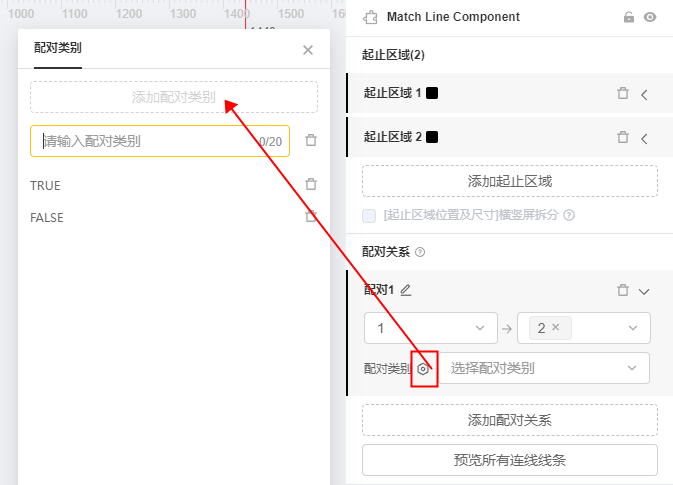 1000 1100 1200 1300 1400 1500 1600
配对类别
添加配对类别
请输入配对类别 0/20
TRUE
FALSE
Match Line Component
起止区域(2)
起止区域 1
起止区域 2
添加起止区域
[起止区域位置及尺寸]横竖屏拆分
配对关系
配对1
1 → 2 ×
配对类别 选择配对类别
添加配对关系
预览所有连线线条